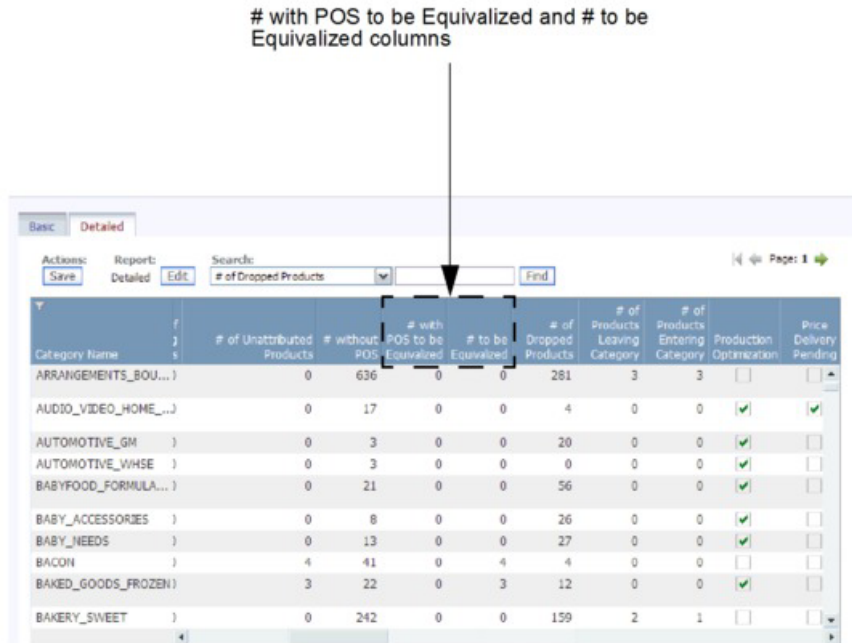 # with POS to be Equivalized and # to be
Equivalized columns
Basic Detailed
Actions: Report: Search:
Save Detailed Edit # of Dropped Products Find Page: 1
Category Name # of Unattributed Products # without POS # with POS to be Equivalized # to be Equivalized # of Dropped Products # of Products Leaving Category # of Products Entering Category Production Optimization Price Delivery Pending
ARRANGEMENTS_BOU... ) 0 636 0 0 281 3 3
AUDIO_VIDEO_HOME_...) 0 17 0 0 4 0 0
AUTOMOTIVE_GM ) 0 3 0 0 20 0 0
AUTOMOTIVE_WHSE ) 0 3 0 0 0 0 0
BABYFOOD_FORMULA... ) 0 21 0 0 56 0 0
BABY_ACCESSORIES ) 0 8 0 0 26 0 0
BABY_NEEDS ) 0 13 0 0 27 0 0
BACON ) 4 41 0 4 4 0 0
BAKED_GOODS_FROZEN ) 3 22 0 3 12 0 0
BAKERY_SWEET ) 0 242 0 0 159 2 1